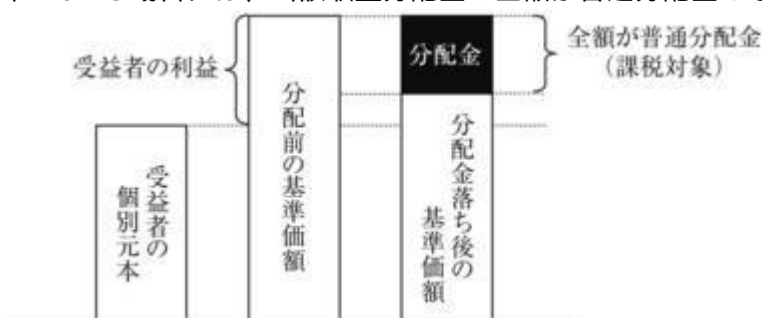 受益者の利益
分配金
全額が普通分配金
（課税対象）
受益者の
個別元本
分配前の基準価額
分配金落ち後の
基準価額